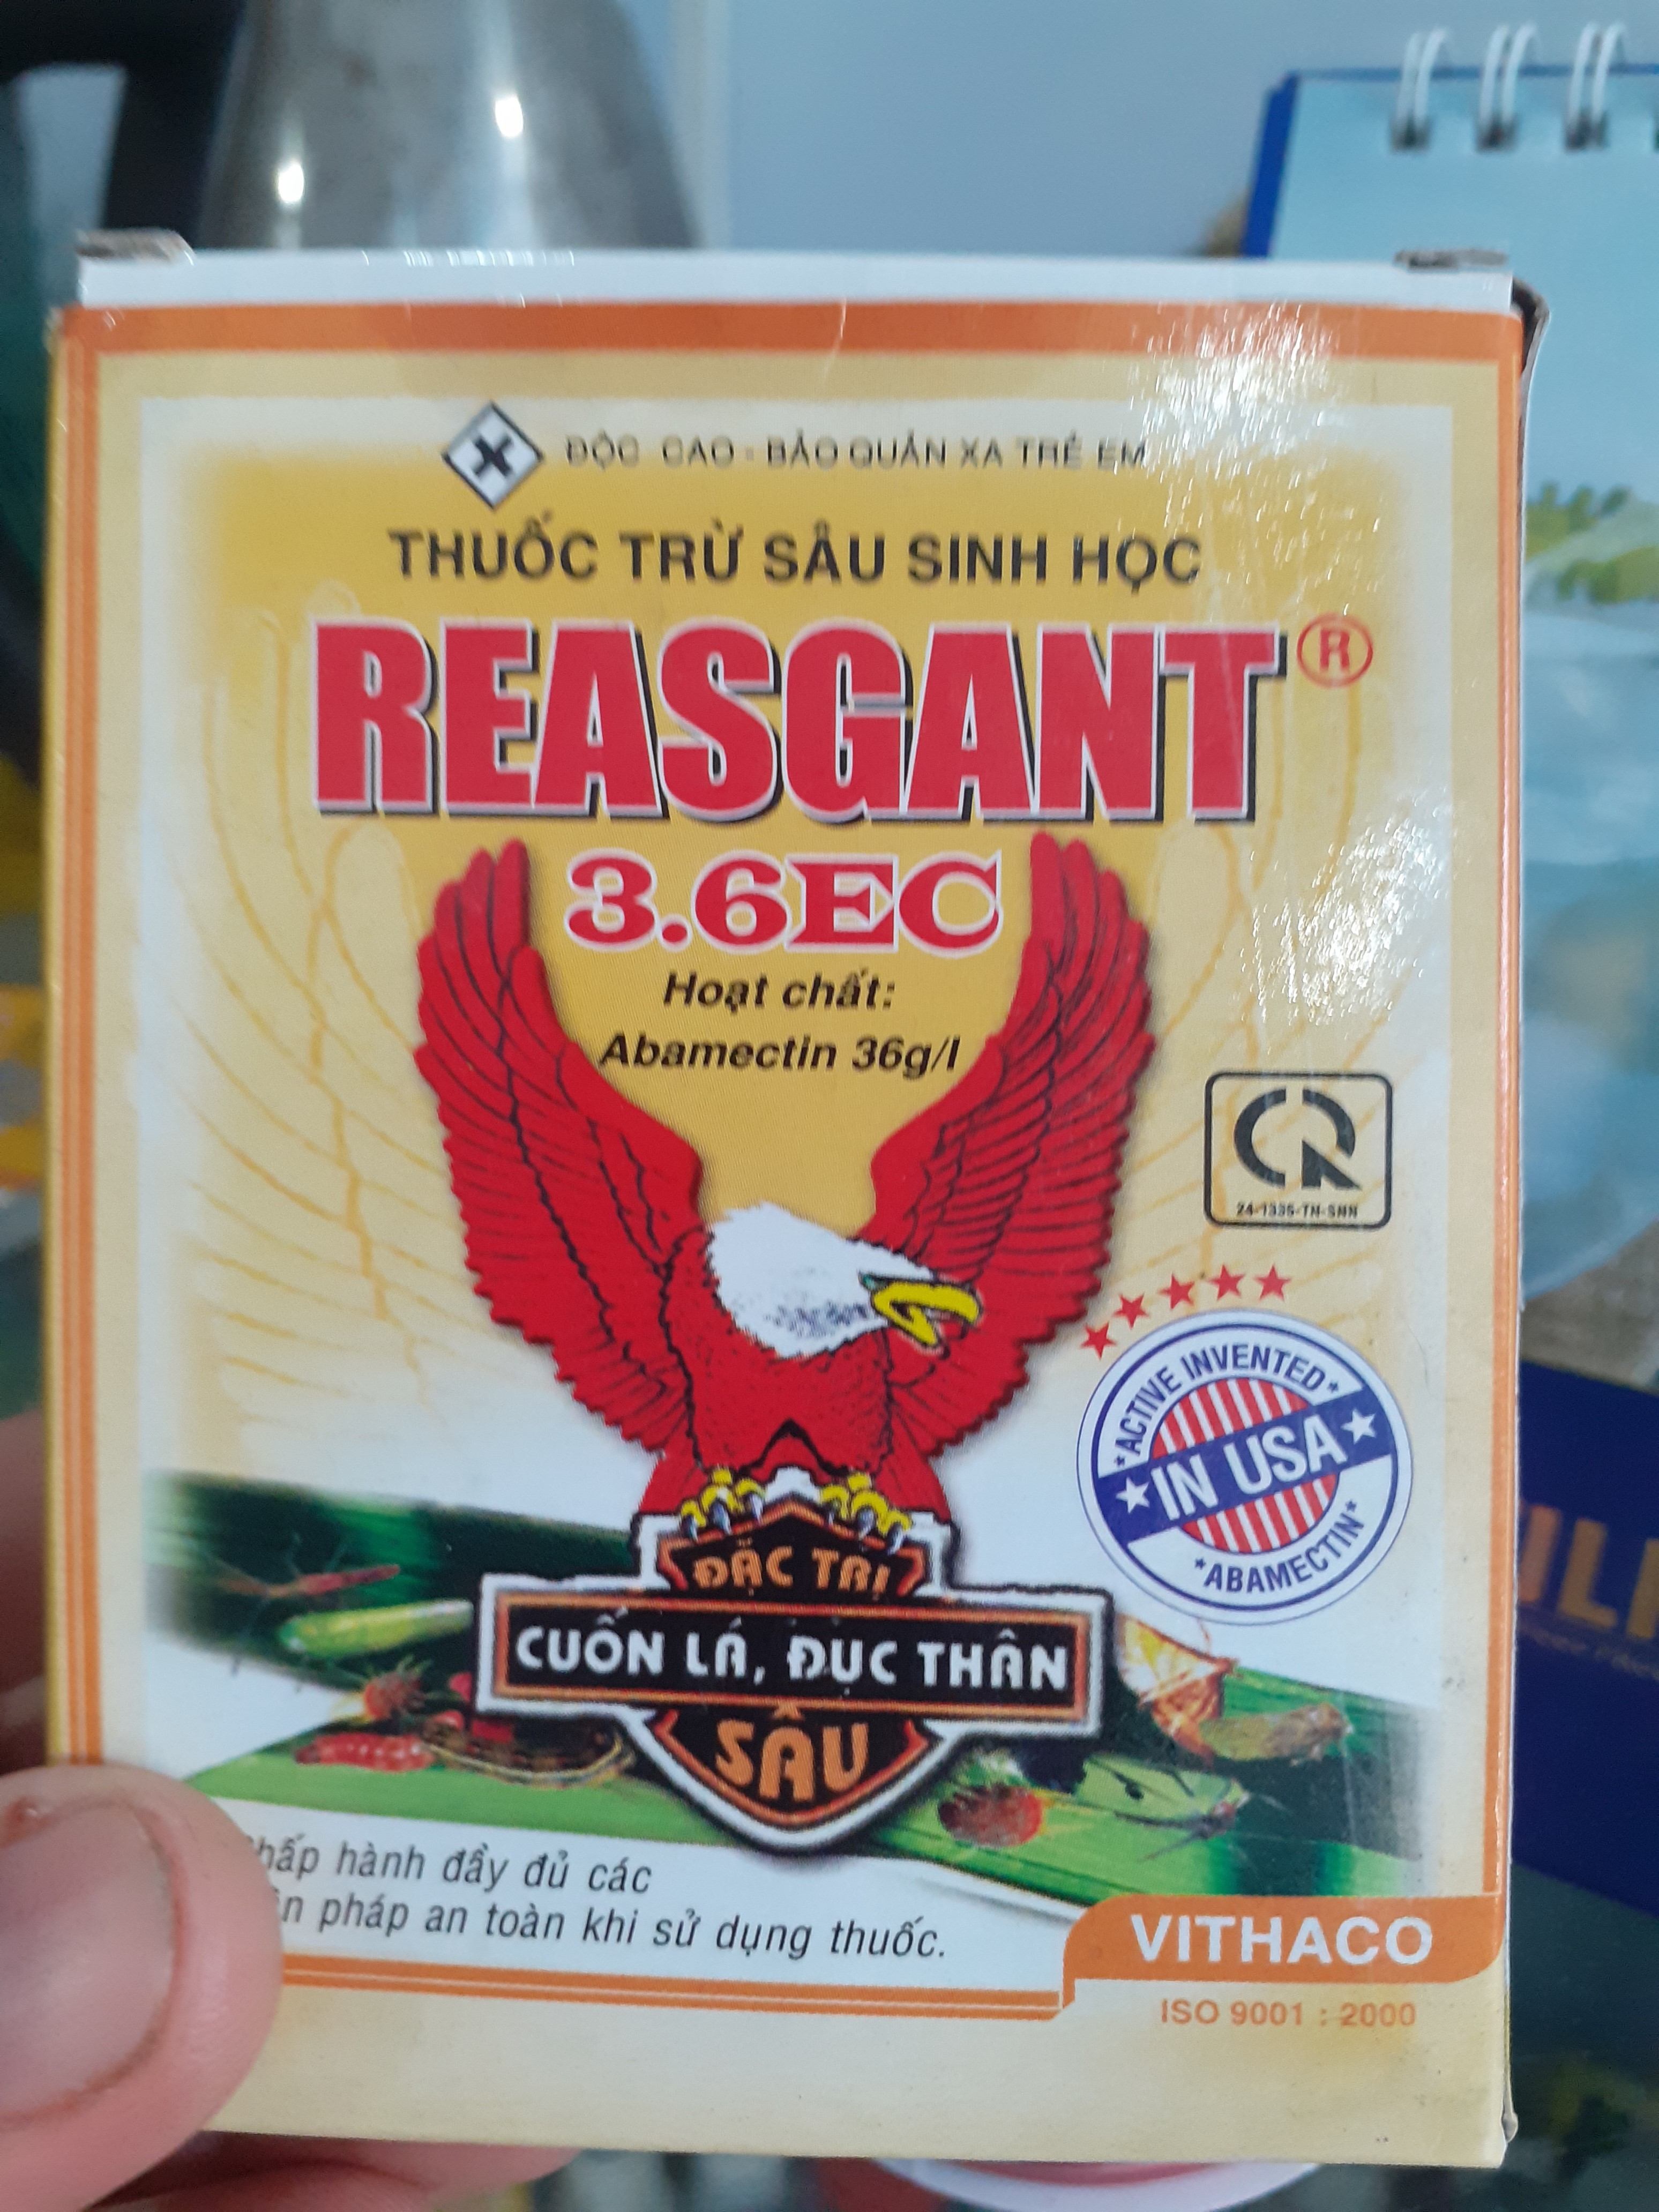 ĐỘC CAO - BẢO QUẢN XA TRẺ EM
THUỐC TRỪ SÂU SINH HỌC
REASGANT®
3.6EC
Hoạt chất:
Abamectin 36g/l
CR
24-1335-TN-SNN
*ACTIVE INVENTED*
IN USA
*ABAMECTIN*
ĐẶC TRỊ
CUỐN LÁ, ĐỤC THÂN
SÂU
hấp hành đầy đủ các
pháp an toàn khi sử dụng thuốc.
VITHACO
ISO 9001 : 2000